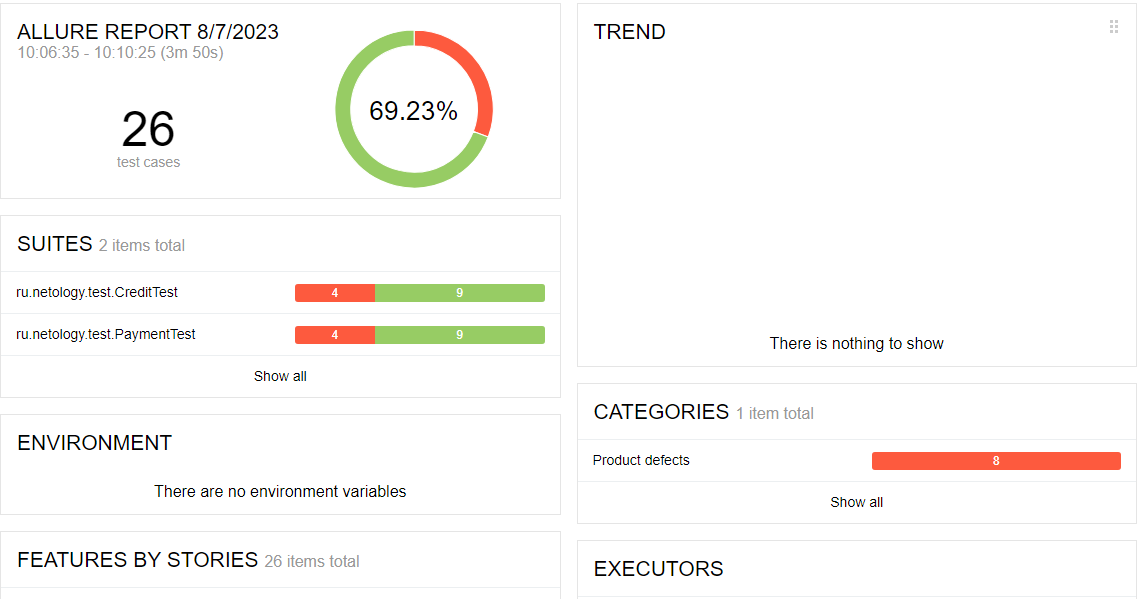 ALLURE REPORT 8/7/2023
10:06:35 - 10:10:25 (3m 50s)
26
test cases
69.23%
SUITES 2 items total
ru.netology.test.CreditTest 4 9
ru.netology.test.PaymentTest 4 9
Show all
ENVIRONMENT
There are no environment variables
FEATURES BY STORIES 26 items total
TREND
There is nothing to show
CATEGORIES 1 item total
Product defects 8
Show all
EXECUTORS